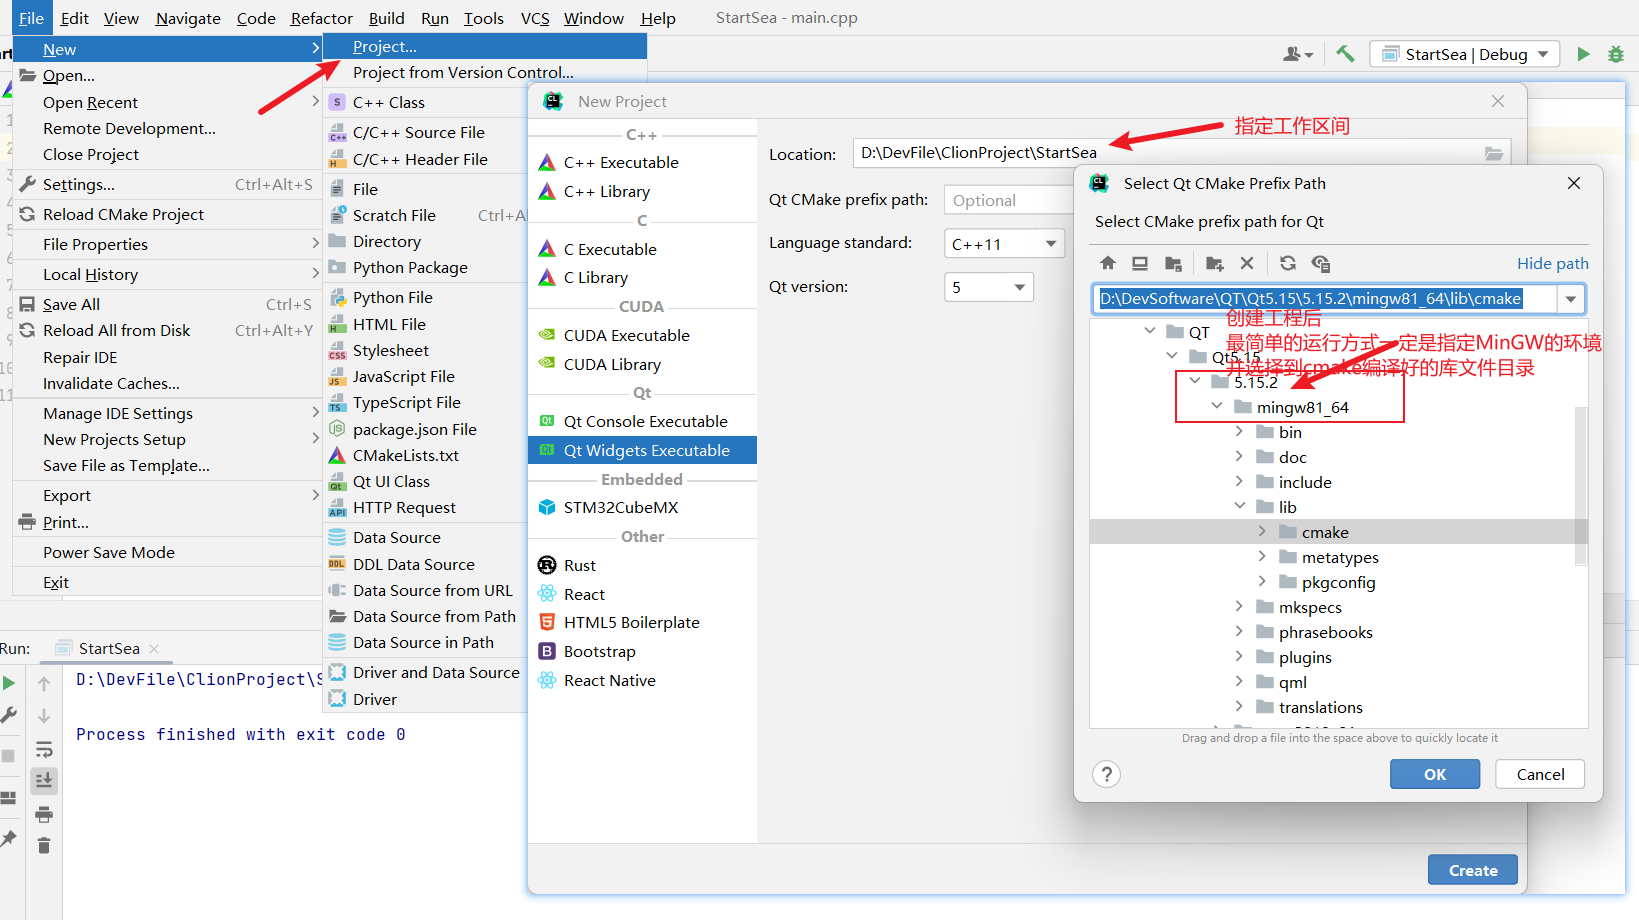 File Edit View Navigate Code Refactor Build Run Tools VCS Window Help StartSea - main.cpp
StartSea | Debug
New
Open...
Open Recent
Remote Development...
Close Project
Settings... Ctrl+Alt+S
Reload CMake Project
File Properties
Local History
Save All Ctrl+S
Reload All from Disk Ctrl+Alt+Y
Repair IDE
Invalidate Caches...
Manage IDE Settings
New Projects Setup
Save File as Template...
Export
Print...
Power Save Mode
Exit
Project...
Project from Version Control...
C++ Class
C/C++ Source File
C/C++ Header File
File
Scratch File Ctrl+A
Directory
Python Package
Python File
HTML File
Stylesheet
JavaScript File
TypeScript File
package.json File
CMakeLists.txt
Qt UI Class
HTTP Request
Data Source
DDL Data Source
Data Source from URL
Data Source from Path
Data Source in Path
Driver and Data Source
Driver
New Project
C++
C++ Executable
C++ Library
C
C Executable
C Library
CUDA
CUDA Executable
CUDA Library
Qt
Qt Console Executable
Qt Widgets Executable
Embedded
STM32CubeMX
Other
Rust
React
HTML5 Boilerplate
Bootstrap
React Native
指定工作区间
Location: D:\DevFile\ClionProject\StartSea
Qt CMake prefix path: Optional
Language standard: C++11
Qt version: 5
Create
Select Qt CMake Prefix Path
Select CMake prefix path for Qt
Hide path
D:\DevSoftware\QT\Qt5.15\5.15.2\mingw81_64\lib\cmake
创建工程后
最简单的运行方式一定是指定MinGW的环境
并选择到cmake编译好的库文件目录
QT
Qt5.15
5.15.2
mingw81_64
bin
doc
include
lib
cmake
metatypes
pkgconfig
mkspecs
phrasebooks
plugins
qml
translations
Drag and drop a file into the space above to quickly locate it
? OK Cancel
Run: StartSea
D:\DevFile\ClionProject\S
Process finished with exit code 0